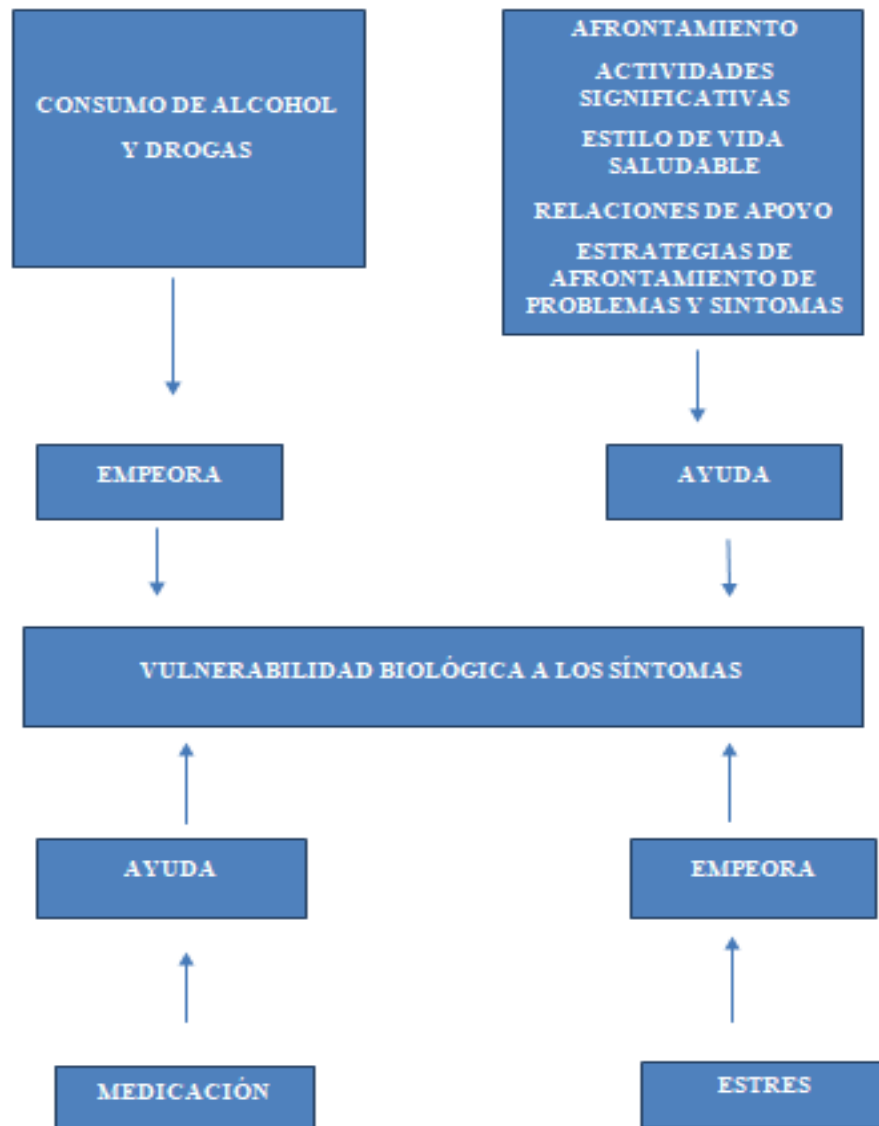 CONSUMO DE ALCOHOL
Y DROGAS
AFRONTAMIENTO
ACTIVIDADES
SIGNIFICATIVAS
ESTILO DE VIDA
SALUDABLE
RELACIONES DE APOYO
ESTRATEGIAS DE
AFRONTAMIENTO DE
PROBLEMAS Y SINTOMAS
EMPEORA
AYUDA
VULNERABILIDAD BIOLÓGICA A LOS SÍNTOMAS
AYUDA
EMPEORA
MEDICACIÓN
ESTRES